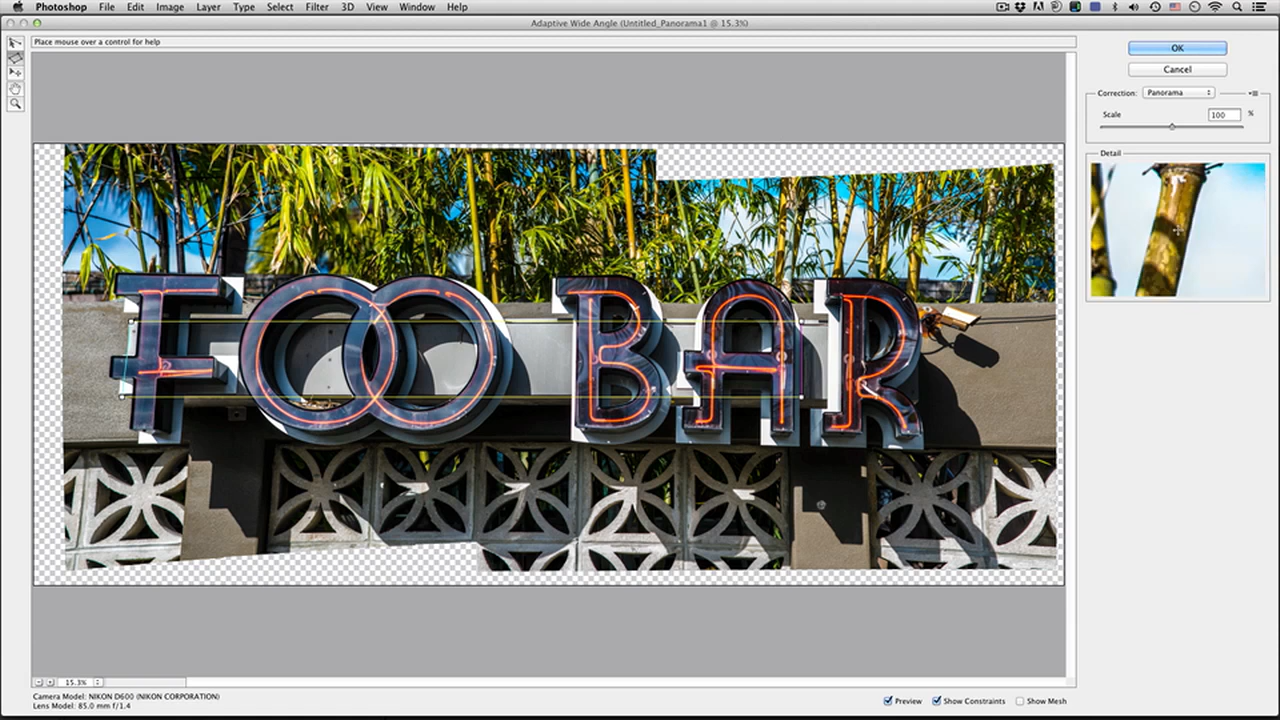 Photoshop File Edit Image Layer Type Select Filter 3D View Window Help
Adaptive Wide Angle (Untitled_Panorama1 @ 15.3%)
Place mouse over a control for help
OK
Cancel
Correction: Panorama
Scale 100 %
Detail
FOO BAR
15.3%
Camera Model: NIKON D600 (NIKON CORPORATION)
Lens Model: 85.0 mm f/1.4
Preview Show Constraints Show Mesh